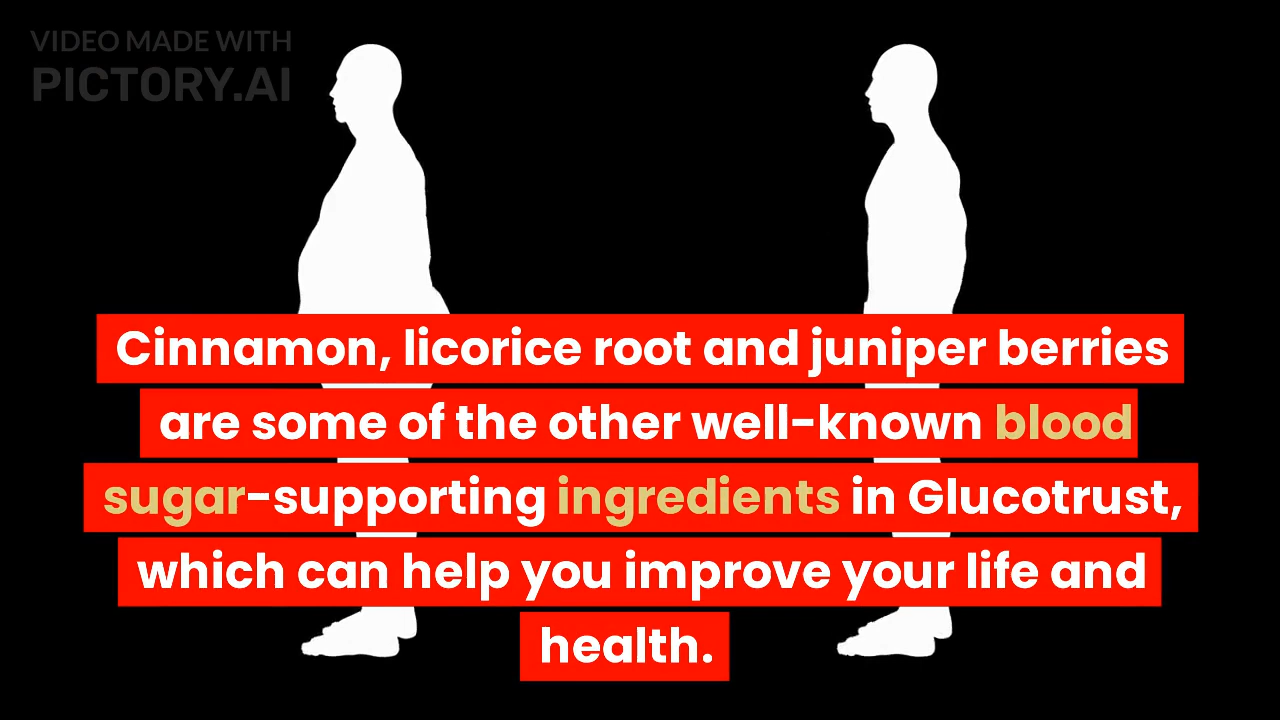 VIDEO MADE WITH
PICTORY.AI
Cinnamon, licorice root and juniper berries
are some of the other well-known blood
sugar-supporting ingredients in Glucotrust,
which can help you improve your life and
health.